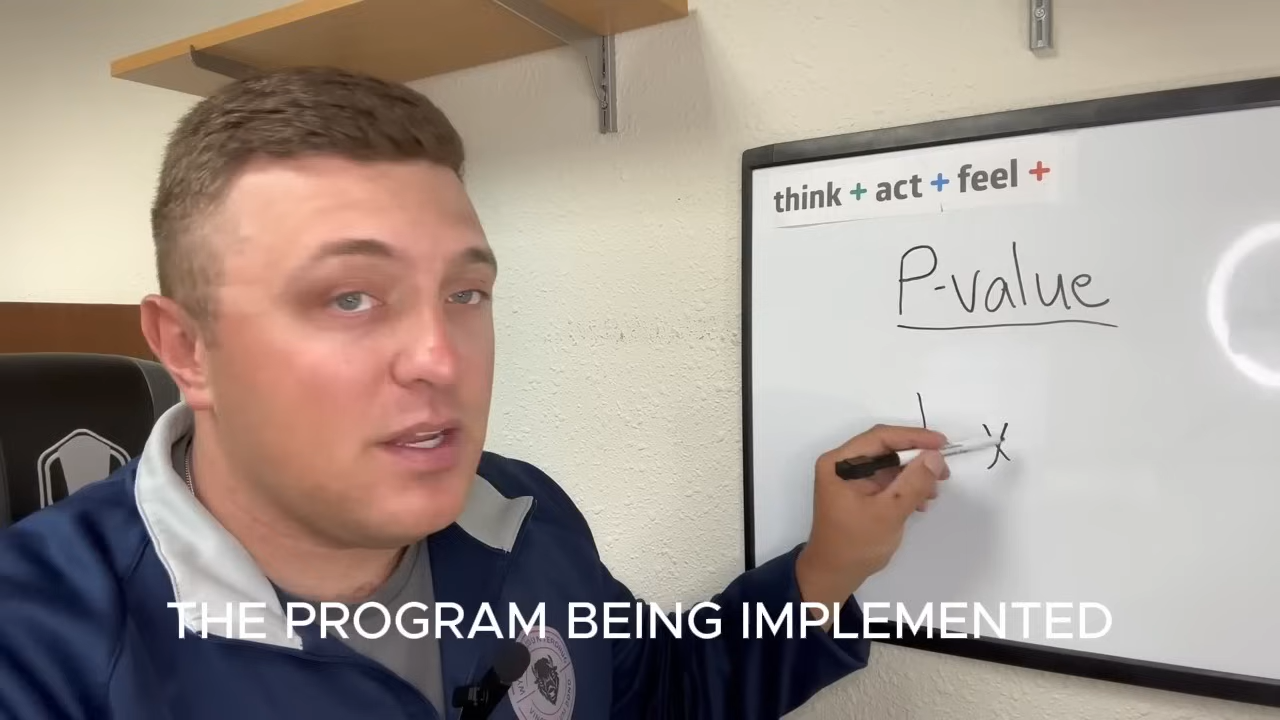 think + act + feel +
P-value
x
THE PROGRAM BEING IMPLEMENTED